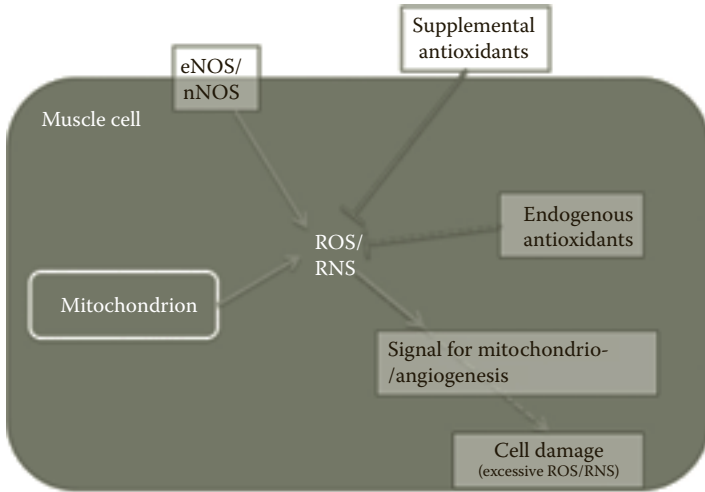 Supplemental
antioxidants
eNOS/
nNOS
Muscle cell
Endogenous
antioxidants
ROS/
RNS
Mitochondrion
Signal for mitochondrio-
/angiogenesis
Cell damage
(excessive ROS/RNS)